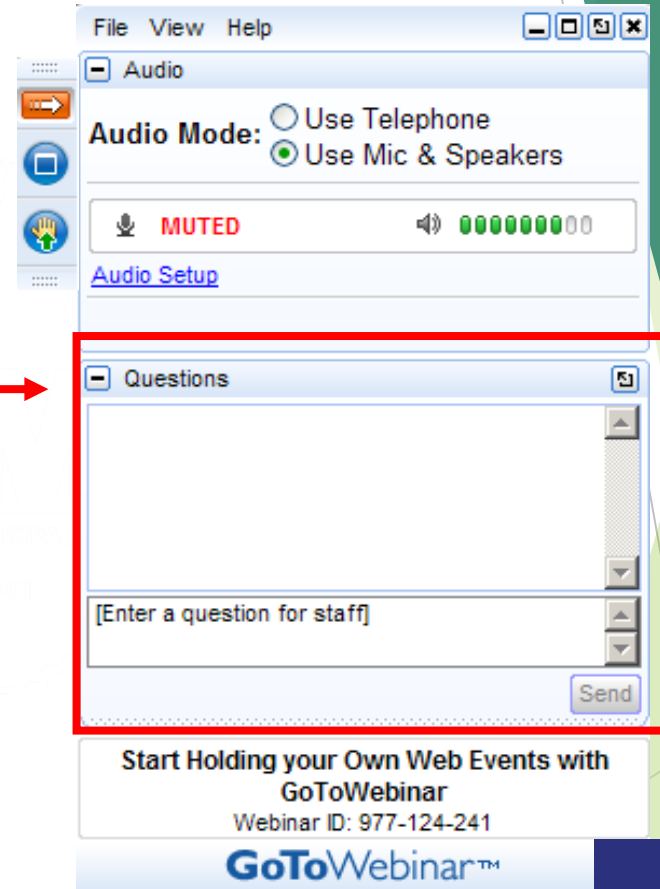 File View Help
Audio
Audio Mode:
Use Telephone
Use Mic & Speakers
MUTED
Audio Setup
Questions
[Enter a question for staff]
Send
Start Holding your Own Web Events with
GoToWebinar
Webinar ID: 977-124-241
GoToWebinar™